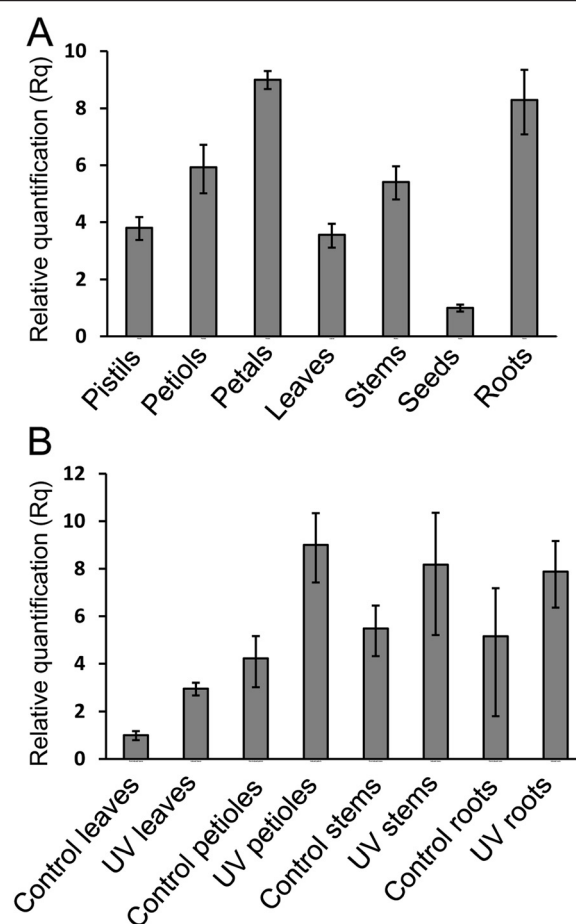 A
Relative quantification (Rq)
10
8
6
4
2
0
Pistils
Petiols
Petals
Leaves
Stems
Seeds
Roots
B
Relative quantification (Rq)
12
10
8
6
4
2
0
Control leaves
UV leaves
Control petioles
UV petioles
Control stems
UV stems
Control roots
UV roots